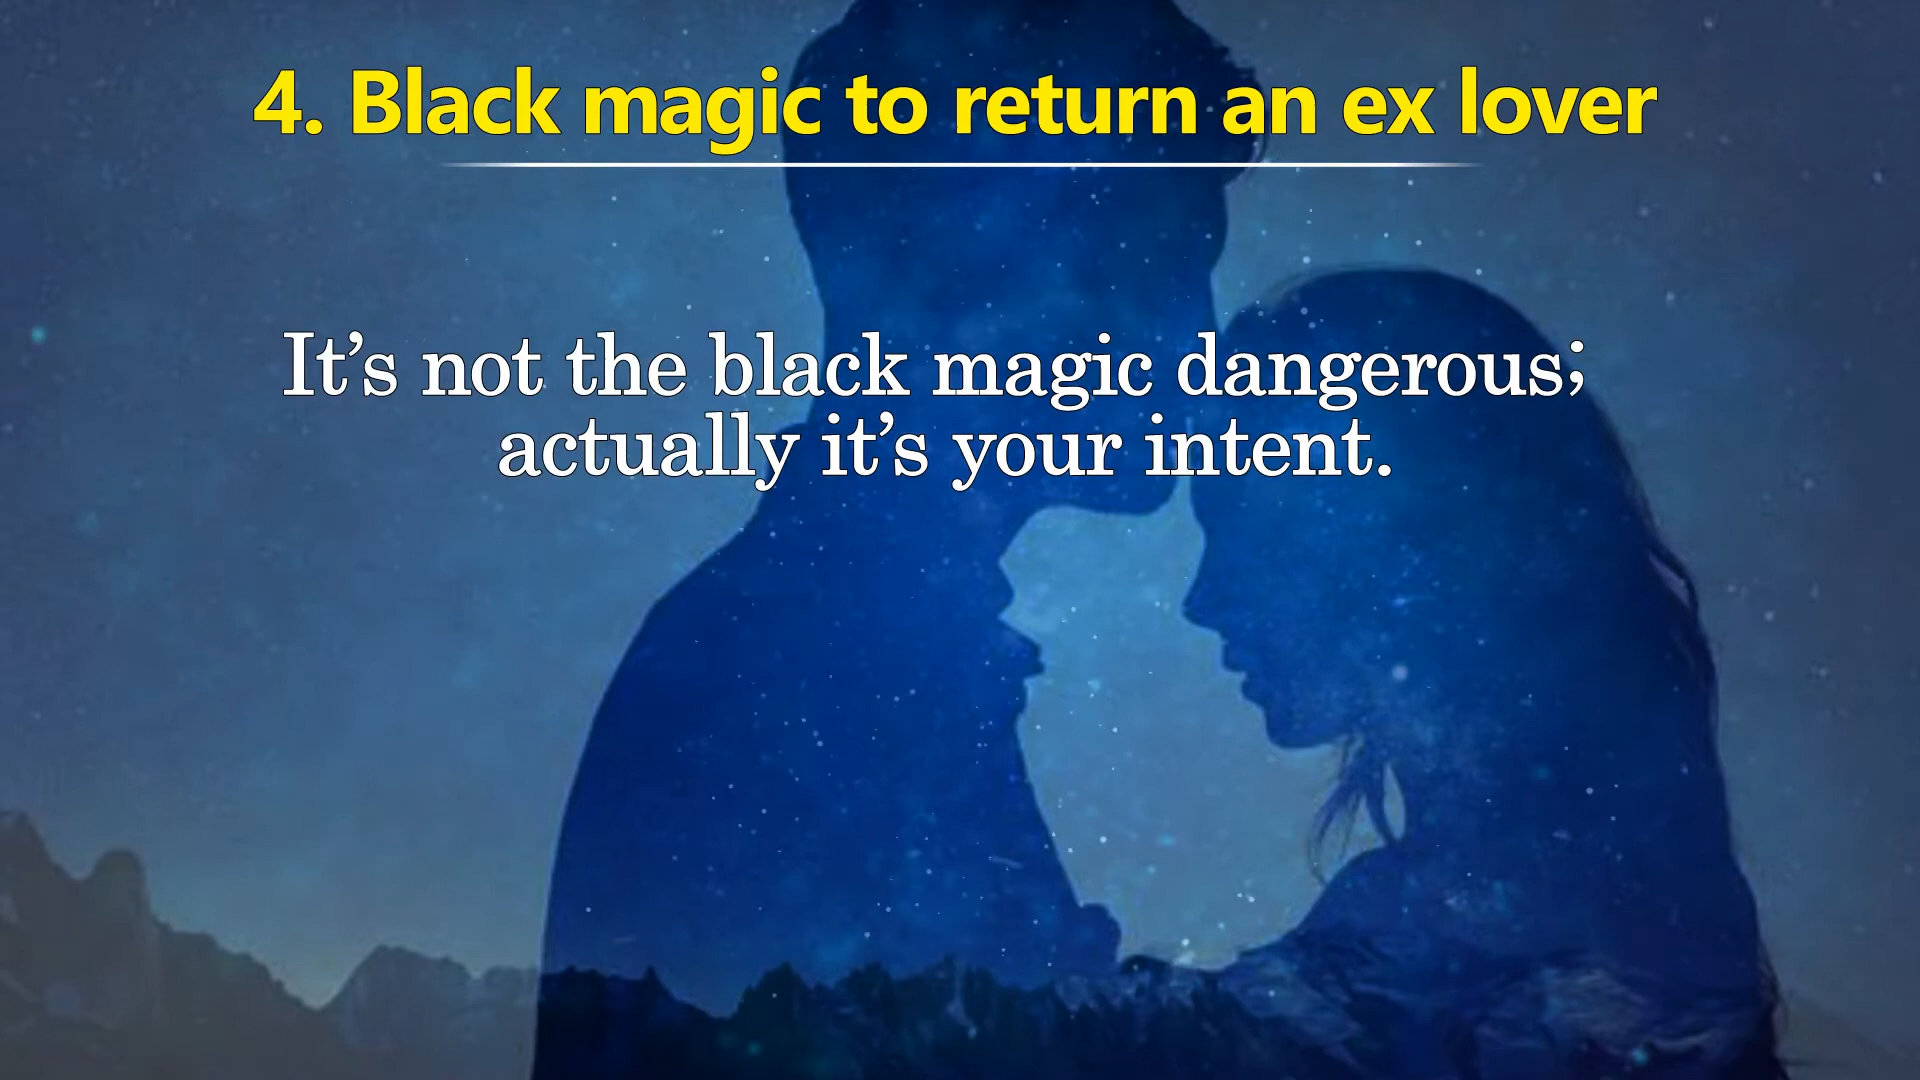 4. Black magic to return an ex lover
It’s not the black magic dangerous;
actually it’s your intent.